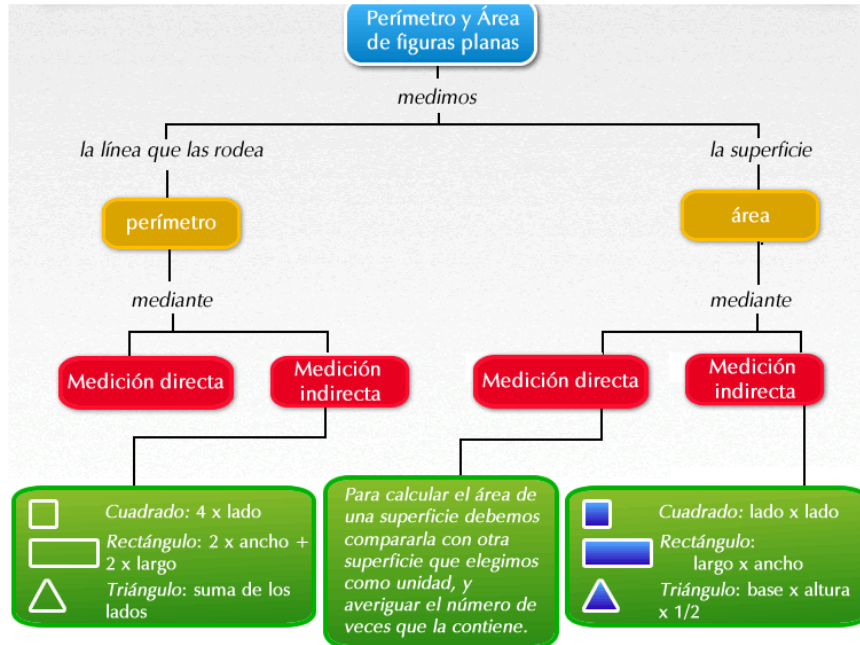 Perímetro y Área
de figuras planas
medimos
la línea que las rodea
la superficie
perímetro
área
mediante
mediante
Medición directa
Medición
indirecta
Medición directa
Medición
indirecta
Cuadrado: 4 x lado
Rectángulo: 2 x ancho +
2 x largo
Triángulo: suma de los
lados
Para calcular el área de
una superficie debemos
compararla con otra
superficie que elegimos
como unidad, y
averiguar el número de
veces que la contiene.
Cuadrado: lado x lado
Rectángulo:
largo x ancho
Triángulo: base x altura
x 1/2